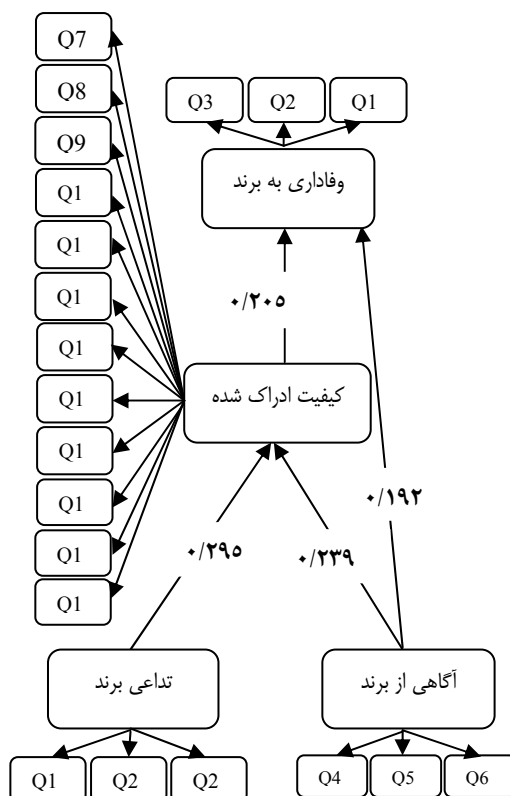 Q7
Q8
Q9
Q1
Q1
Q1
Q1
Q1
Q1
Q1
Q1
Q1
Q3 Q2 Q1
وفاداری به برند
۰/۲۰۵
کیفیت ادراک شده
۰/۱۹۲
۰/۲۹۵ ۰/۲۳۹
تداعی برند
آگاهی از برند
Q1 Q2 Q2
Q4 Q5 Q6